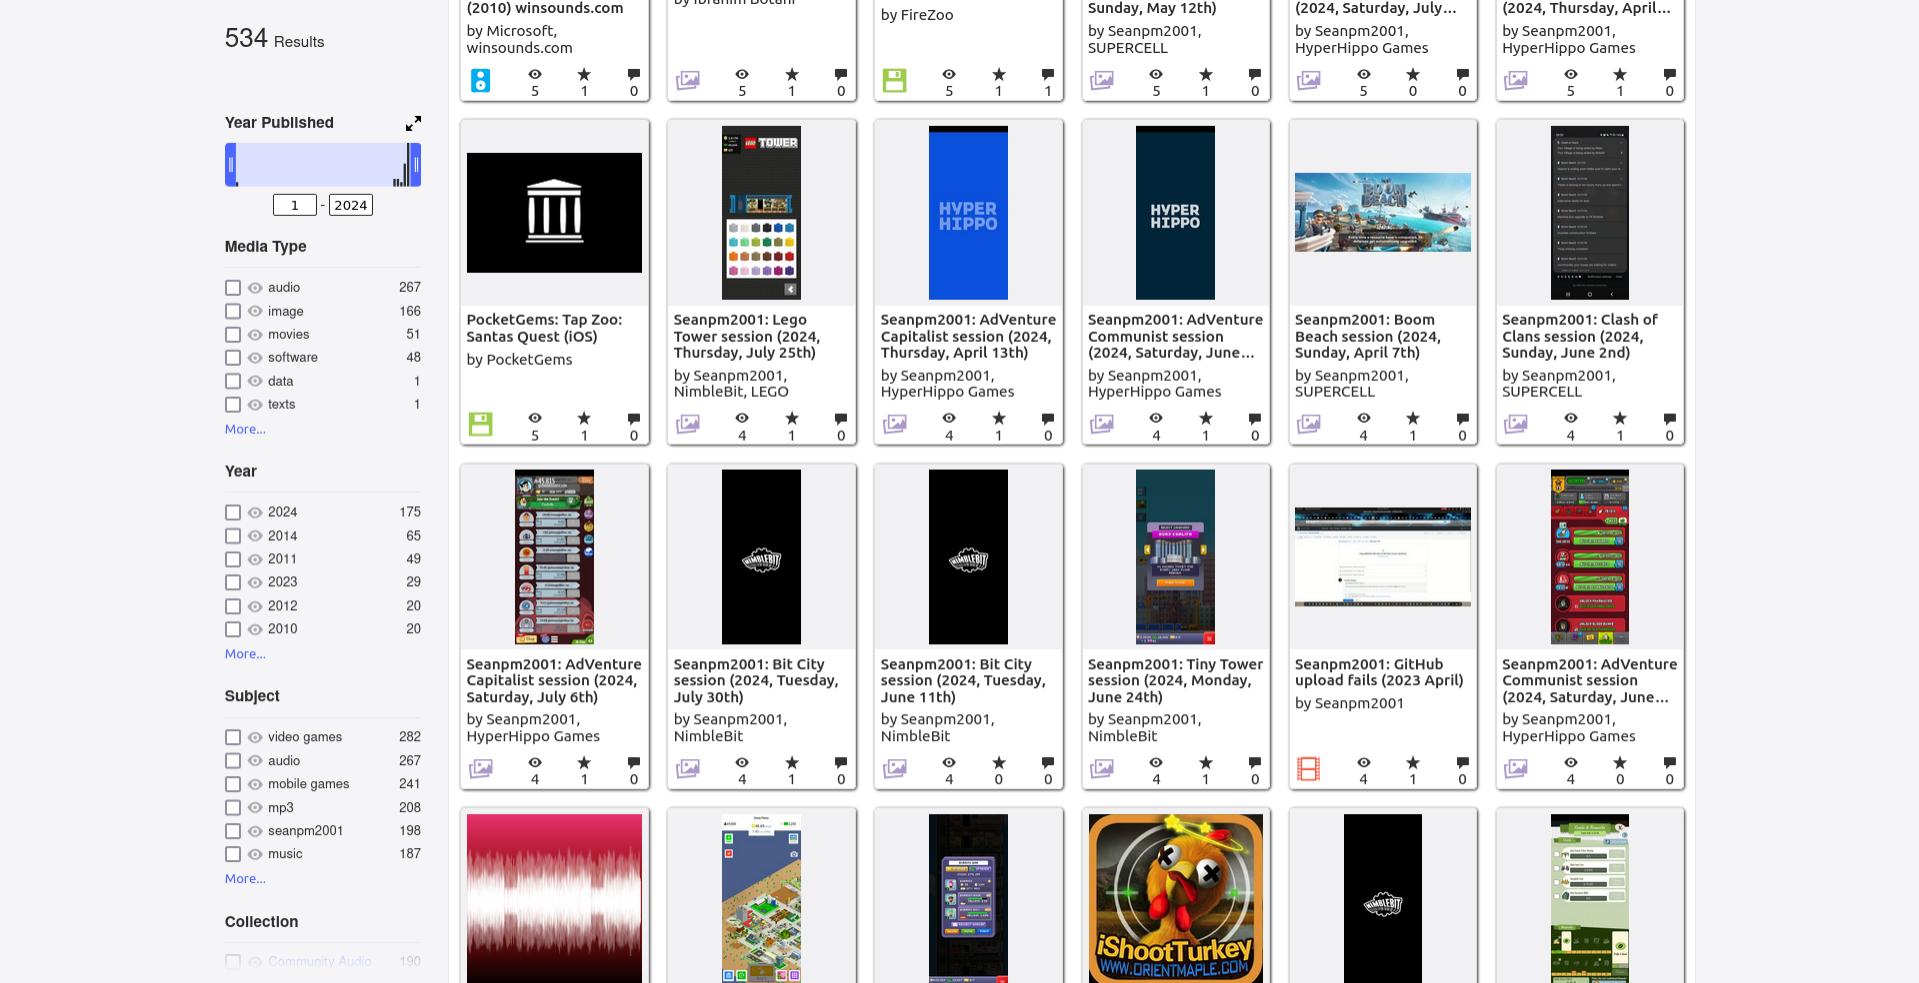 534 Results
Year Published
1 - 2024
Media Type
audio 267
image 166
movies 51
software 48
data 1
texts 1
More...
Year
2024 175
2014 65
2011 49
2023 29
2012 20
2010 20
More...
Subject
video games 282
audio 267
mobile games 241
mp3 208
seanpm2001 198
music 187
More...
Collection
Community Audio 190
(2010) winsounds.com
by Microsoft,
winsounds.com
5 1 0
by Ibrahim Botani
5 1 0
by FireZoo
5 1 1
Sunday, May 12th)
by Seanpm2001,
SUPERCELL
5 1 0
(2024, Saturday, July...
by Seanpm2001,
HyperHippo Games
5 0 0
(2024, Thursday, April...
by Seanpm2001,
HyperHippo Games
5 1 0
PocketGems: Tap Zoo:
Santas Quest (iOS)
by PocketGems
5 1 0
LEGO TOWER
Seanpm2001: Lego
Tower session (2024,
Thursday, July 25th)
by Seanpm2001,
NimbleBit, LEGO
4 1 0
HYPER
HIPPO
Seanpm2001: AdVenture
Capitalist session (2024,
Thursday, April 13th)
by Seanpm2001,
HyperHippo Games
4 1 0
HYPER
HIPPO
Seanpm2001: AdVenture
Communist session
(2024, Saturday, June...
by Seanpm2001,
HyperHippo Games
4 1 0
BOOM
BEACH
Seanpm2001: Boom
Beach session (2024,
Sunday, April 7th)
by Seanpm2001,
SUPERCELL
4 1 0
Seanpm2001: Clash of
Clans session (2024,
Sunday, June 2nd)
by Seanpm2001,
SUPERCELL
4 1 0
Seanpm2001: AdVenture
Capitalist session (2024,
Saturday, July 6th)
by Seanpm2001,
HyperHippo Games
4 1 0
NIMBLEBIT
Seanpm2001: Bit City
session (2024, Tuesday,
July 30th)
by Seanpm2001,
NimbleBit
4 1 0
NIMBLEBIT
Seanpm2001: Bit City
session (2024, Tuesday,
June 11th)
by Seanpm2001,
NimbleBit
4 0 0
Seanpm2001: Tiny Tower
session (2024, Monday,
June 24th)
by Seanpm2001,
NimbleBit
4 1 0
Seanpm2001: GitHub
upload fails (2023 April)
by Seanpm2001
4 1 0
Seanpm2001: AdVenture
Communist session
(2024, Saturday, June...
by Seanpm2001,
HyperHippo Games
4 0 0
iShootTurkey
WWW.ORIENTMAPLE.COM
NIMBLEBIT